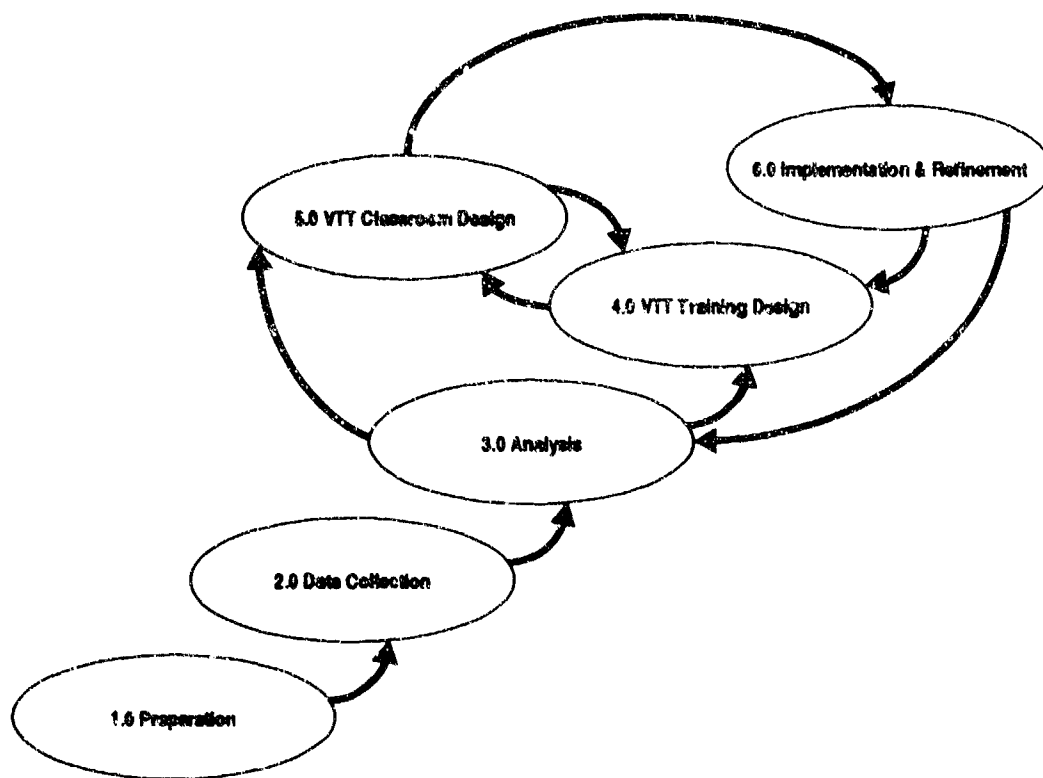 6.0 Implementation & Refinement
5.0 VTT Classroom Design
4.0 VTT Training Design
3.0 Analysis
2.0 Data Collection
1.0 Preparation